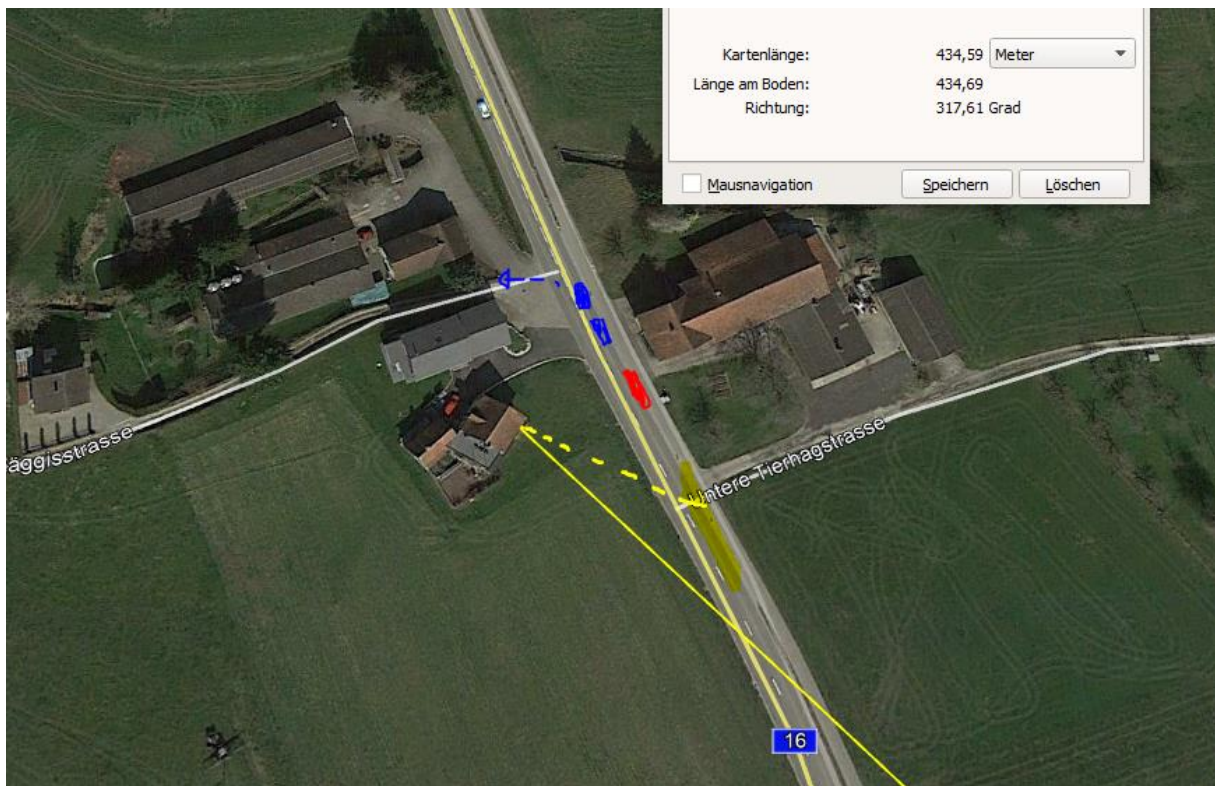 Kartenlänge: 434,59 Meter
Länge am Boden: 434,69
Richtung: 317,61 Grad
Mausnavigation Speichern Löschen
äggisstrasse
Untere Tierhagstrasse
16